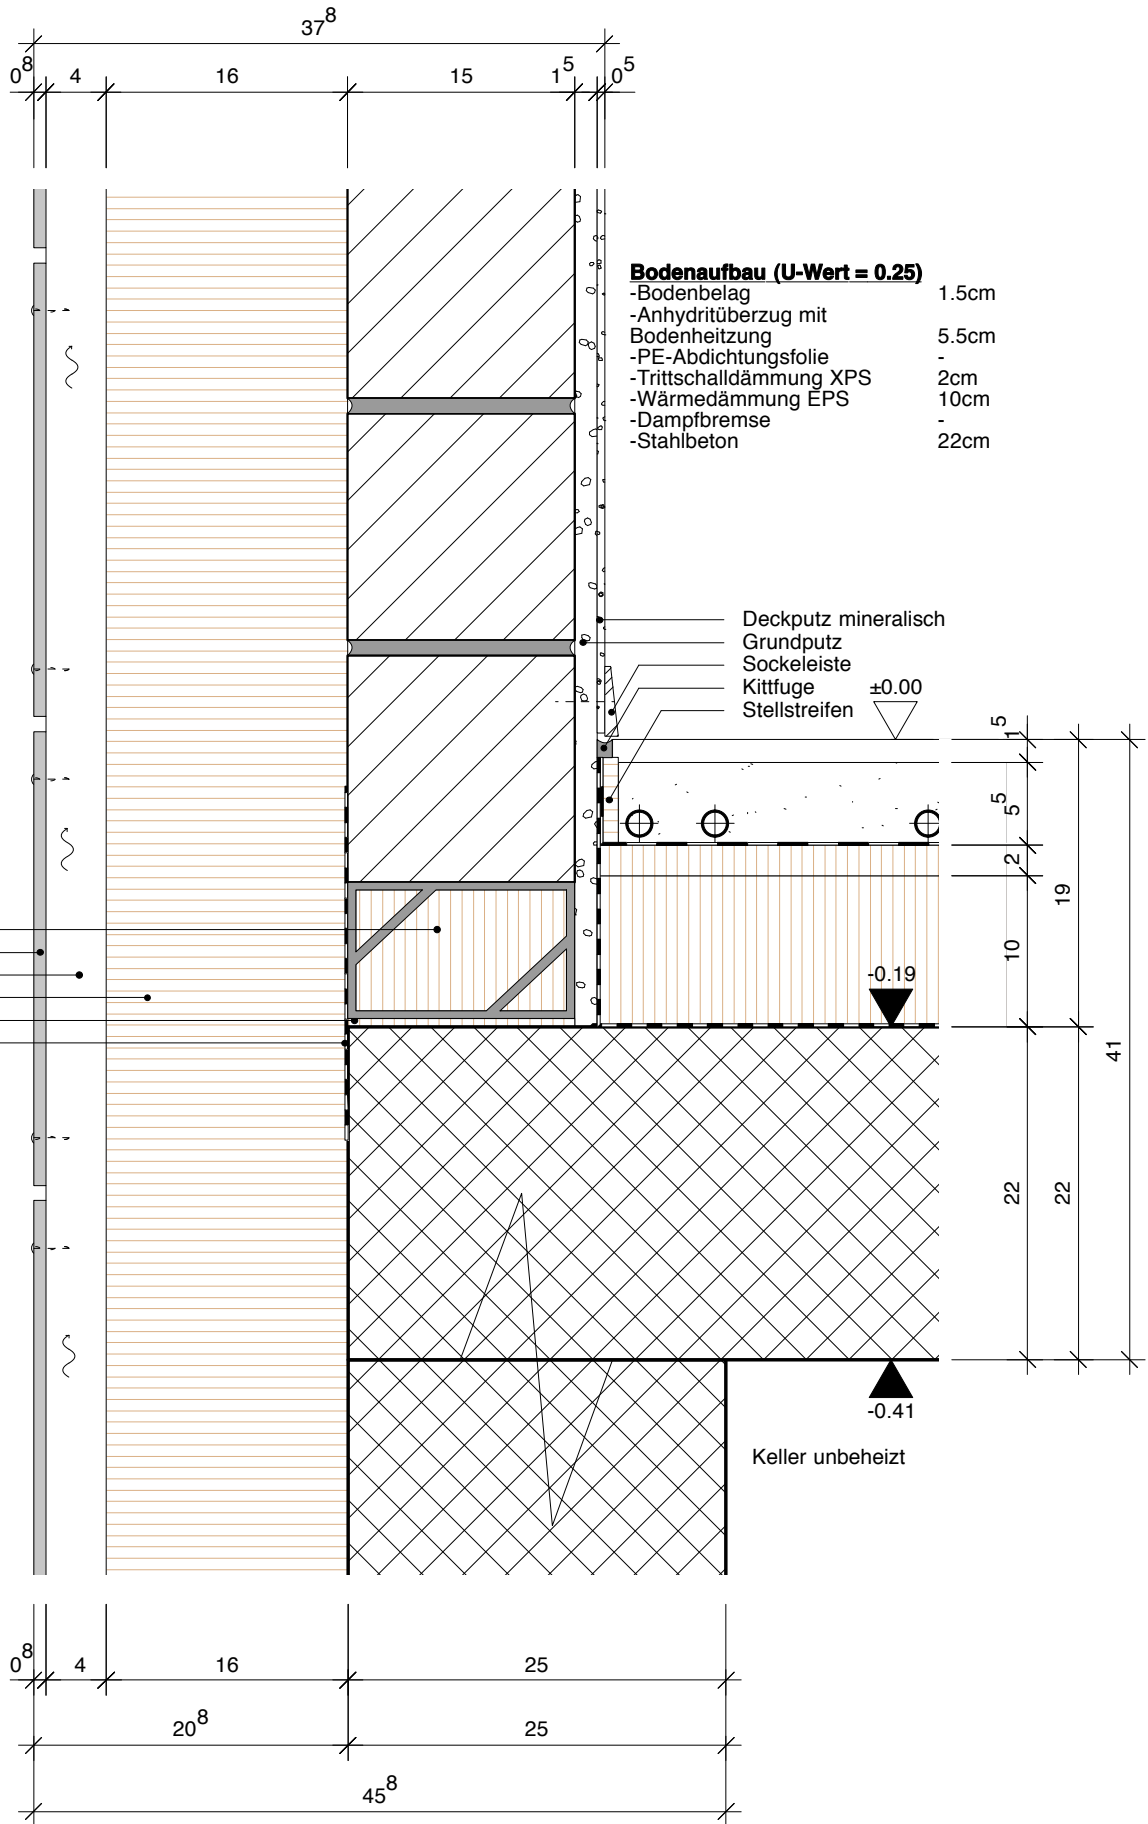 37⁸
0⁸ 4 16 15 1⁵ 0⁵
Bodenaufbau (U-Wert = 0.25)
-Bodenbelag 1.5cm
-Anhydritüberzug mit
Bodenheitzung 5.5cm
-PE-Abdichtungsfolie -
-Trittschalldämmung XPS 2cm
-Wärmedämmung EPS 10cm
-Dampfbremse -
-Stahlbeton 22cm
Deckputz mineralisch
Grundputz
Sockeleiste
Kittfuge
Stellstreifen
±0.00
1⁵
5⁵
2
10
19
-0.19
41
22
22
-0.41
Keller unbeheizt
0⁸ 4 16 25
20⁸ 25
45⁸